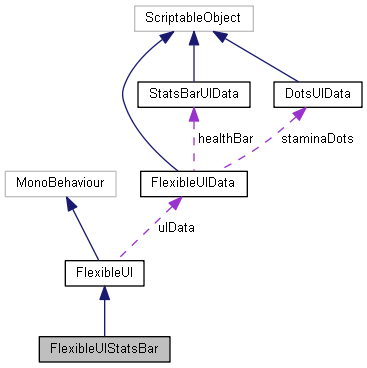 ScriptableObject
StatsBarUIData
DotsUIData
healthBar
staminaDots
MonoBehaviour
FlexibleUIData
uiData
FlexibleUI
FlexibleUIStatsBar